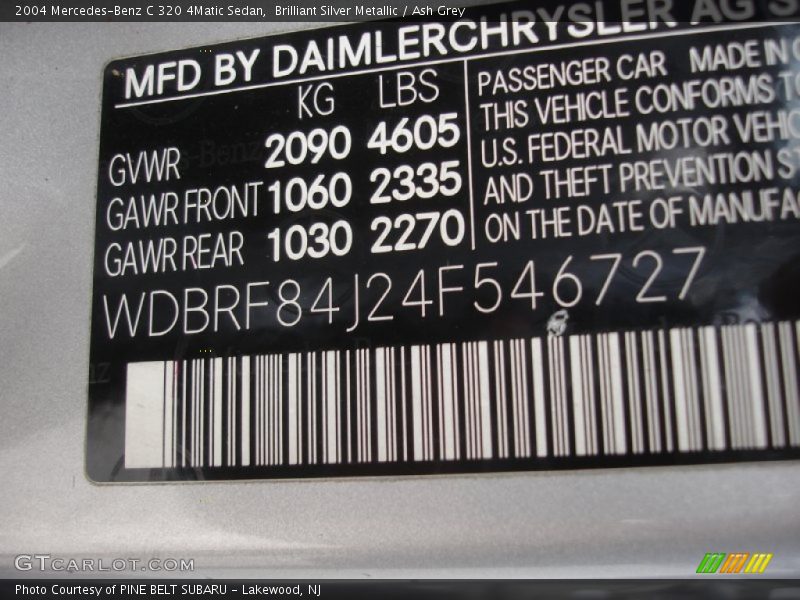 2004 Mercedes-Benz C 320 4Matic Sedan,  Brilliant Silver Metallic / Ash Grey
MFD BY DAIMLERCHRYSLER AG S
KG LBS
GVWR 2090 4605
GAWR FRONT 1060 2335
GAWR REAR 1030 2270
PASSENGER CAR MADE IN
THIS VEHICLE CONFORMS TO
U.S. FEDERAL MOTOR VEHIC
AND THEFT PREVENTION S
ON THE DATE OF MANUFA
WDBRF84J24F546727
GTCARLOT.COM
Photo Courtesy of PINE BELT SUBARU - Lakewood, NJ